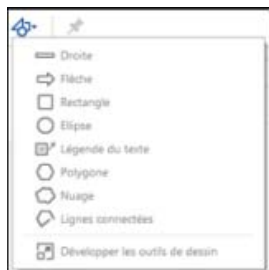 Droite
Flèche
Rectangle
Ellipse
Légende du texte
Polygone
Nuage
Lignes connectées
Développer les outils de dessin